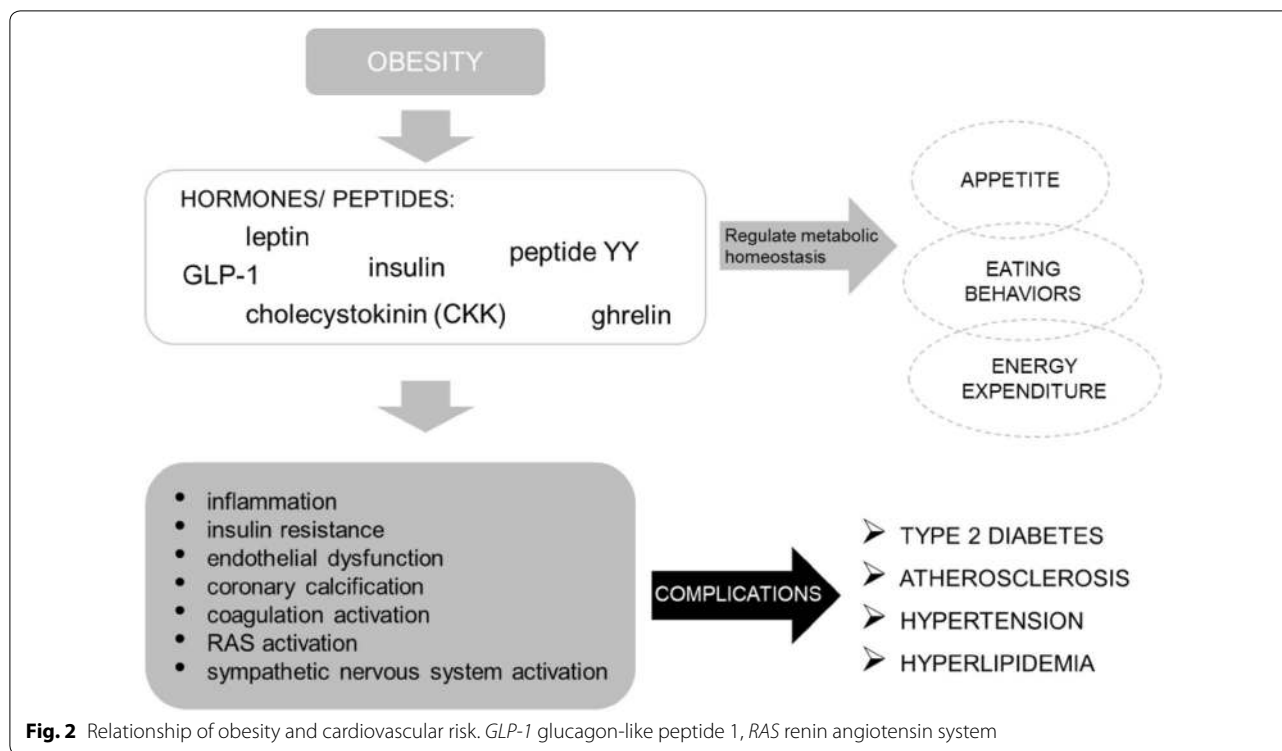 OBESITY
HORMONES/ PEPTIDES:
leptin
GLP-1
insulin
peptide YY
cholecystokinin (CKK)
ghrelin
Regulate metabolic
homeostasis
APPETITE
EATING
BEHAVIORS
ENERGY
EXPENDITURE
• inflammation
• insulin resistance
• endothelial dysfunction
• coronary calcification
• coagulation activation
• RAS activation
• sympathetic nervous system activation
COMPLICATIONS
➢ TYPE 2 DIABETES
➢ ATHEROSCLEROSIS
➢ HYPERTENSION
➢ HYPERLIPIDEMIA
Fig. 2 Relationship of obesity and cardiovascular risk. GLP-1 glucagon-like peptide 1, RAS renin angiotensin system